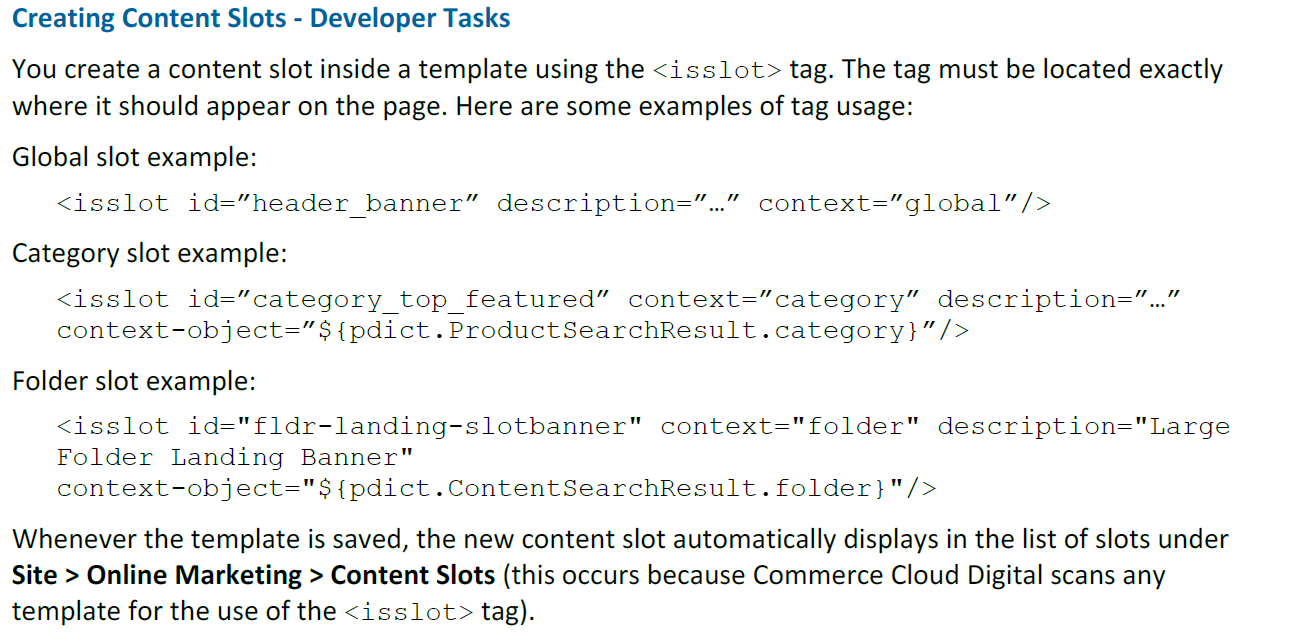 Creating Content Slots - Developer Tasks
You create a content slot inside a template using the <isslot> tag. The tag must be located exactly
where it should appear on the page. Here are some examples of tag usage:
Global slot example:
<isslot id=”header_banner” description=”…” context=”global”/>
Category slot example:
<isslot id=”category_top_featured” context=”category” description=”…”
context-object=”${pdict.ProductSearchResult.category}”/>
Folder slot example:
<isslot id="fldr-landing-slotbanner" context="folder" description="Large
Folder Landing Banner"
context-object="${pdict.ContentSearchResult.folder}"/>
Whenever the template is saved, the new content slot automatically displays in the list of slots under
Site > Online Marketing > Content Slots (this occurs because Commerce Cloud Digital scans any
template for the use of the <isslot> tag).